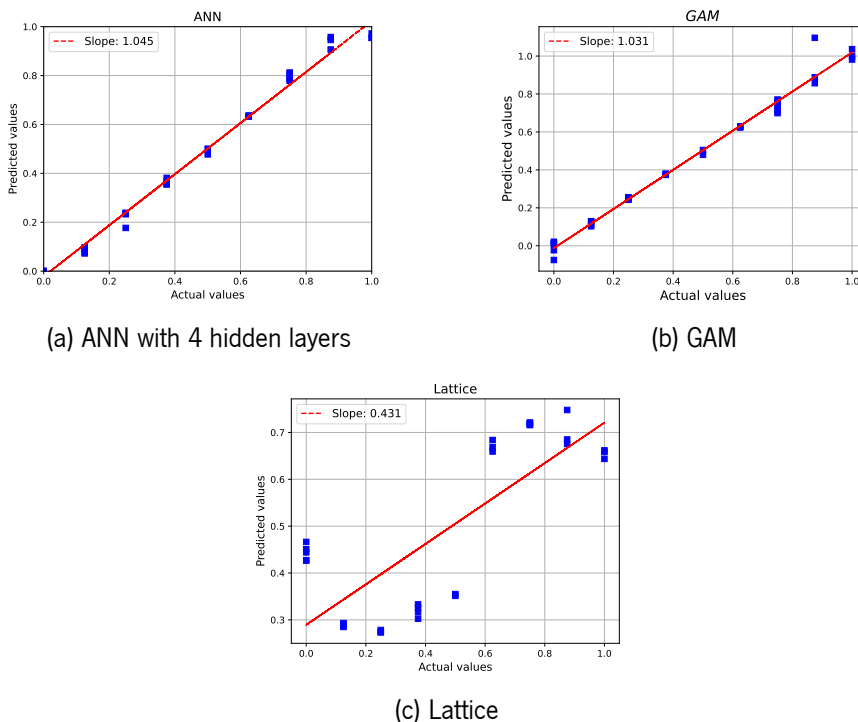 ANN
Slope: 1.045
1.0
0.8
0.6
0.4
0.2
0.0
Predicted values
0.0 0.2 0.4 0.6 0.8 1.0
Actual values
(a) ANN with 4 hidden layers
GAM
Slope: 1.031
1.2
1.0
0.8
0.6
0.4
0.2
0.0
Predicted values
0.0 0.2 0.4 0.6 0.8 1.0
Actual values
(b) GAM
Lattice
Slope: 0.431
0.7
0.6
0.5
0.4
0.3
Predicted values
0.0 0.2 0.4 0.6 0.8 1.0
Actual values
(c) Lattice